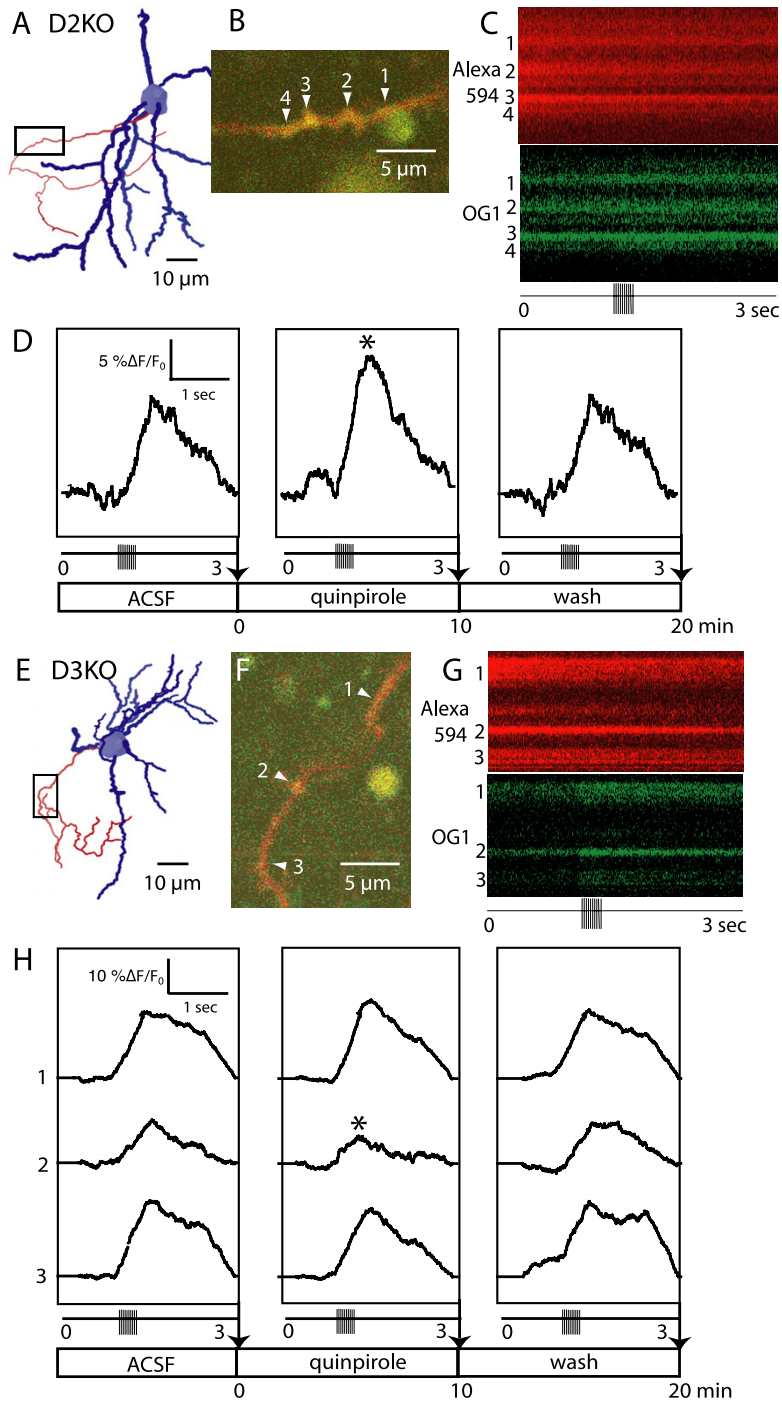 A D2KO
10 µm
B
4 3 2 1
5 µm
C
Alexa 594
1
2
3
4
OG1
1
2
3
4
0 3 sec
D
5 %ΔF/F0
1 sec
*
0 3 0 3 0 3
ACSF quinpirole wash
0 10 20 min
E D3KO
10 µm
F
1
2
3
5 µm
G
Alexa 594
1
2
3
OG1
1
2
3
0 3 sec
H
10 %ΔF/F0
1 sec
1
*
2
3
0 3 0 3 0 3
ACSF quinpirole wash
0 10 20 min